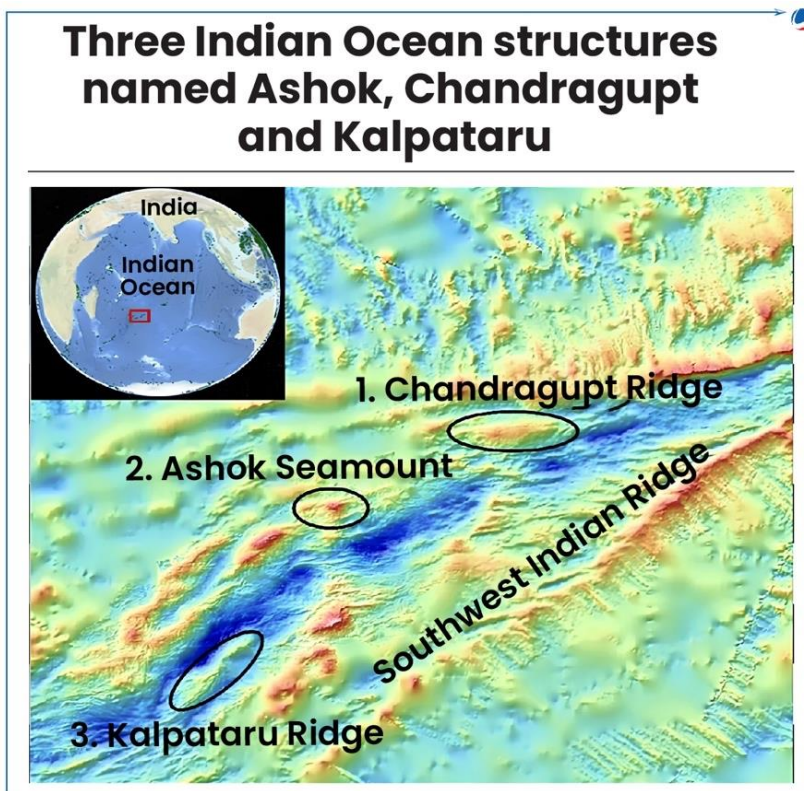 Three Indian Ocean structures
named Ashok, Chandragupt
and Kalpataru
India
Indian
Ocean
1. Chandragupt Ridge
2. Ashok Seamount
Southwest Indian Ridge
3. Kalpataru Ridge